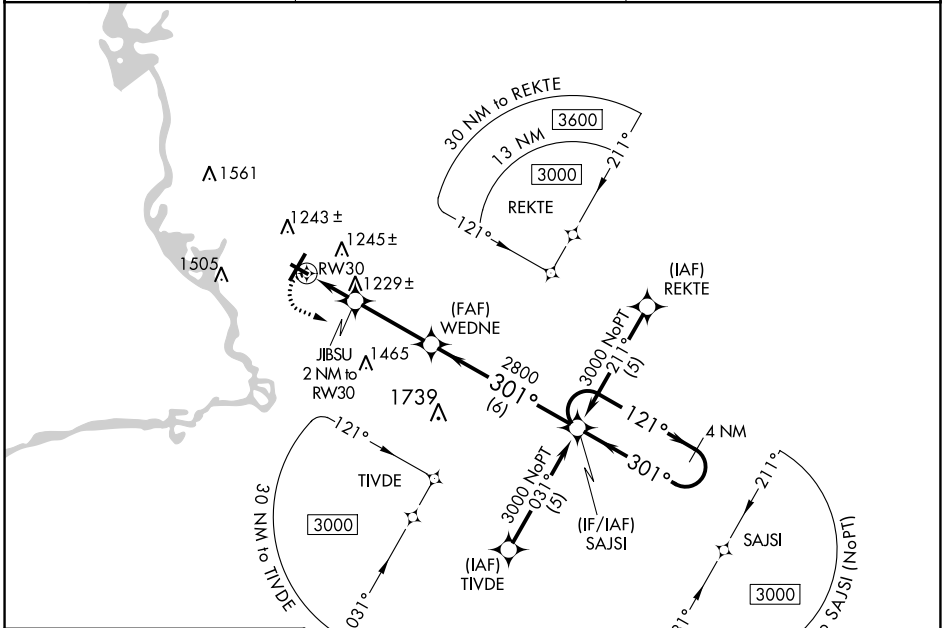 30 NM to REKTE
3600
13 NM
211°
3000
REKTE
121°
1561
1243 ±
1245±
RW30
1229±
1505
(IAF)
REKTE
(FAF)
WEDNE
JIBSU
2 NM to
RW30
1465
1739
2800
301°
(6)
3000 NoPT
211°
(5)
121°
4 NM
301°
3000 NoPT
031°
(5)
(IF/IAF)
SAJSI
(IAF)
TIVDE
121°
TIVDE
3000
30 NM to TIVDE
031°
211°
SAJSI
3000
SAJSI (NoPT)